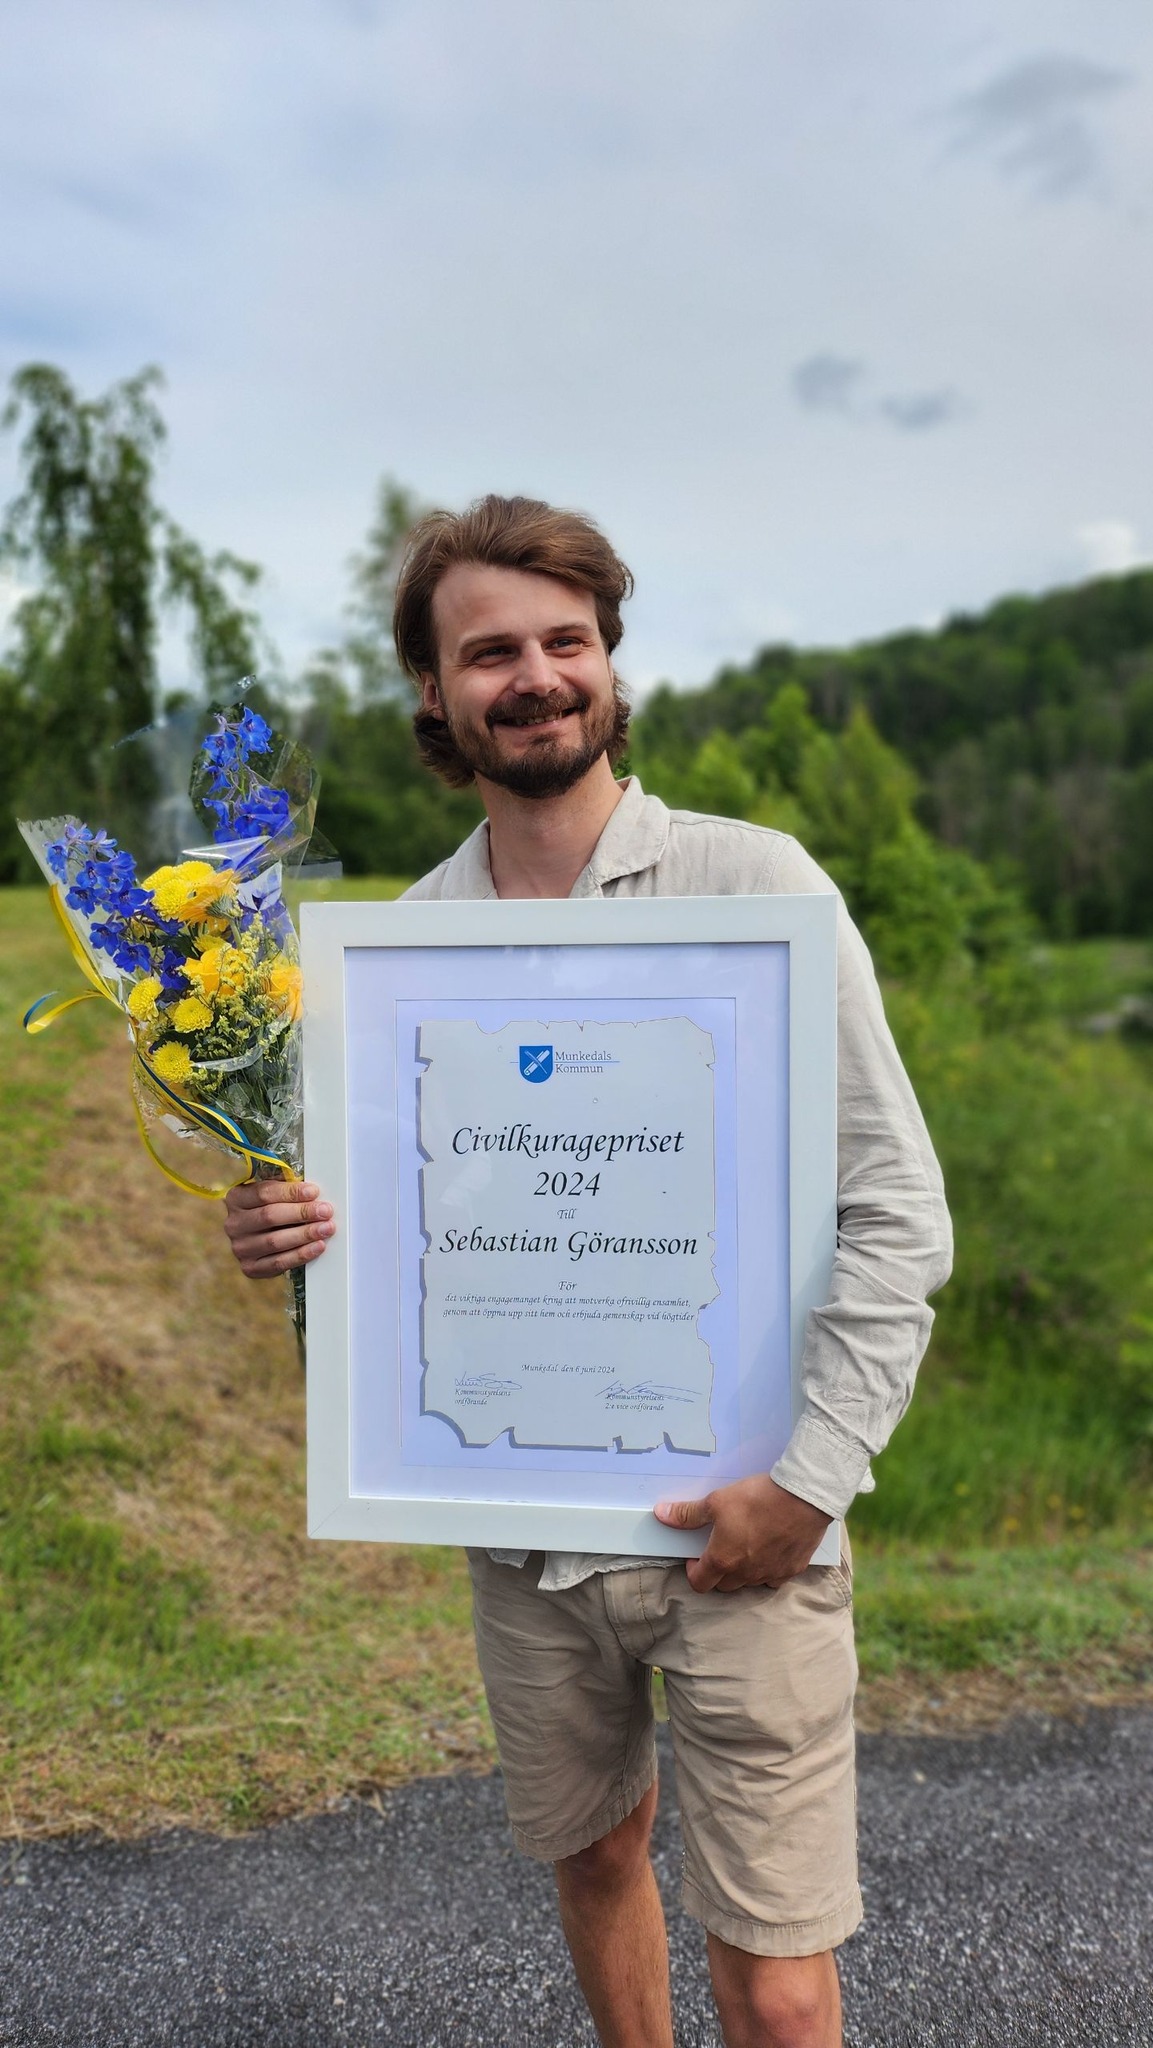 Munkedals
Kommun
Civilkuragepriset
2024
Till
Sebastian Göransson
För
det viktiga engagemanget kring att motverka ofrivillig ensamhet,
genom att öppna upp sitt hem och erbjuda gemenskap vid högtider
Munkedal den 6 juni 2024
Kommunstyrelsens
ordförande
Kommunstyrelsens
2:e vice ordförande